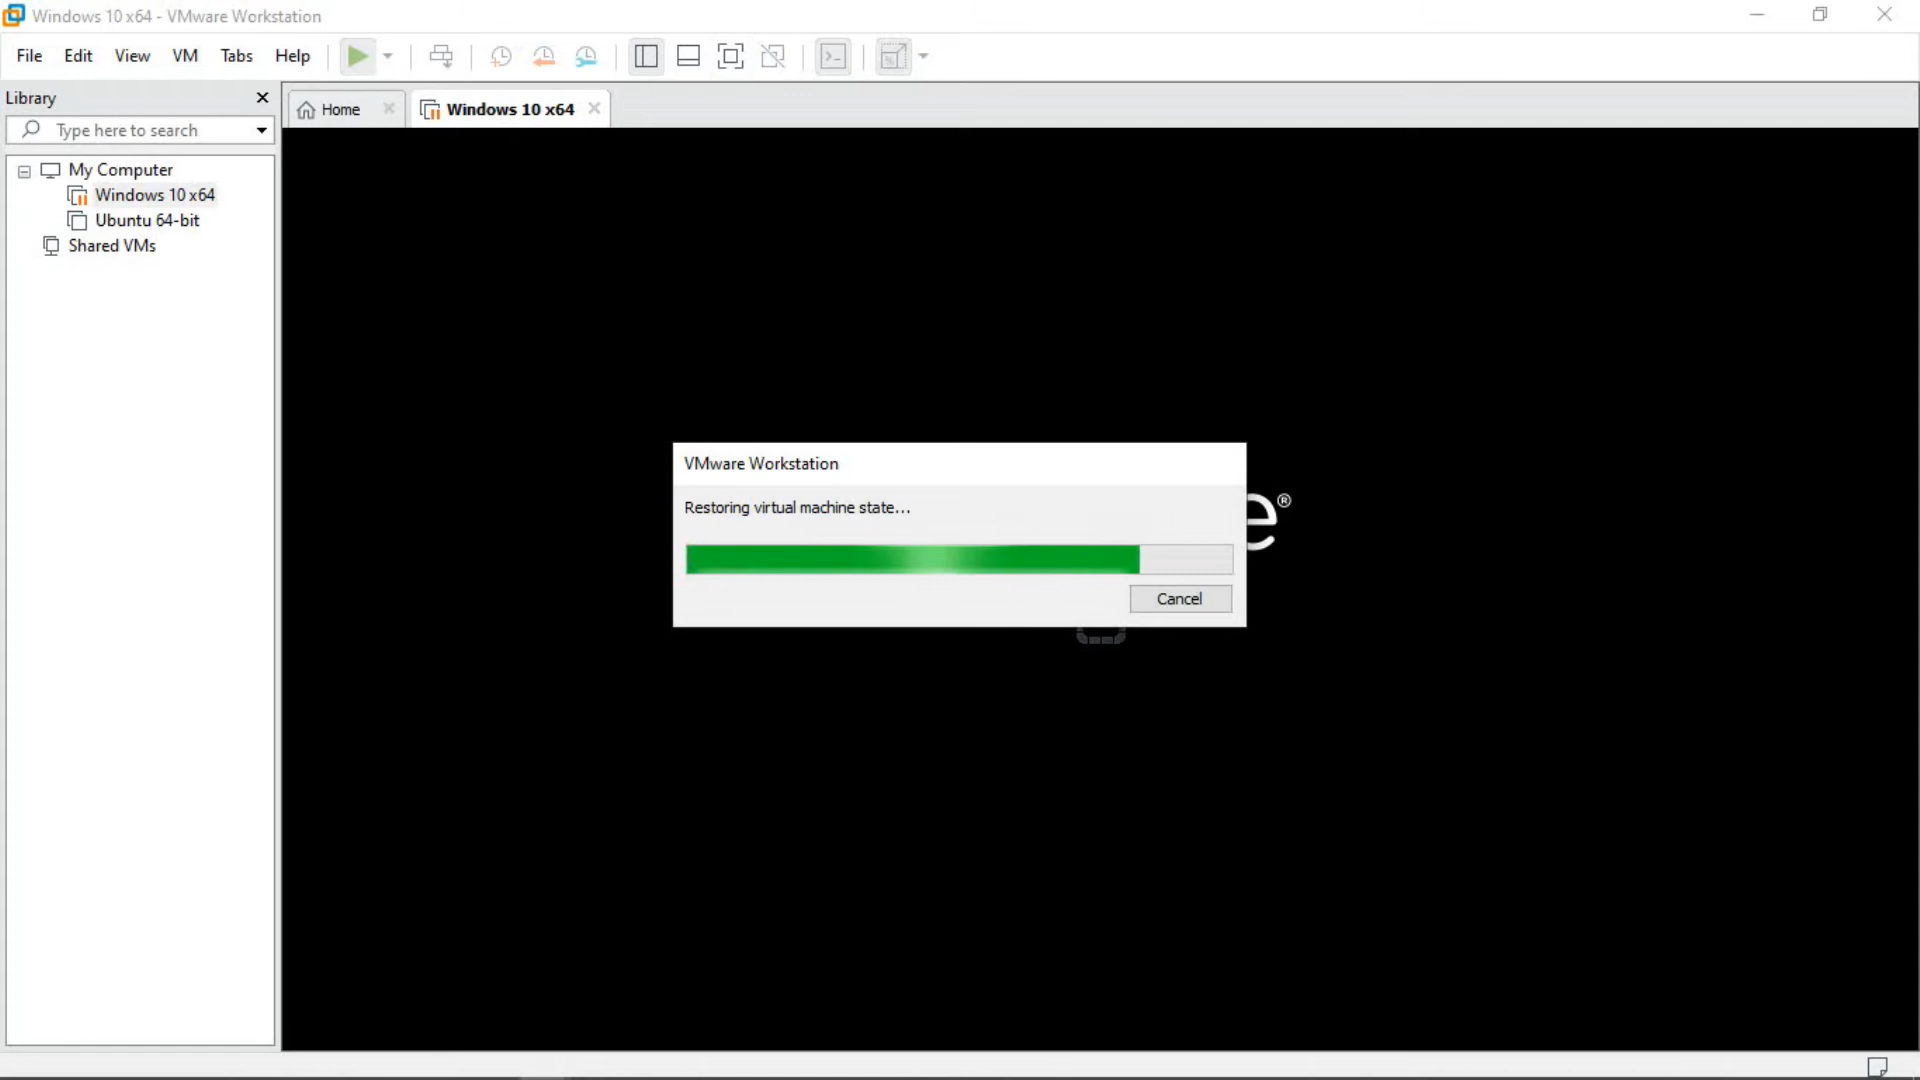 Windows 10 x64 - VMware Workstation
File Edit View VM Tabs Help
Library
Home
Windows 10 x64
Type here to search
My Computer
Windows 10 x64
Ubuntu 64-bit
Shared VMs
VMware Workstation
Restoring virtual machine state...
e®
Cancel